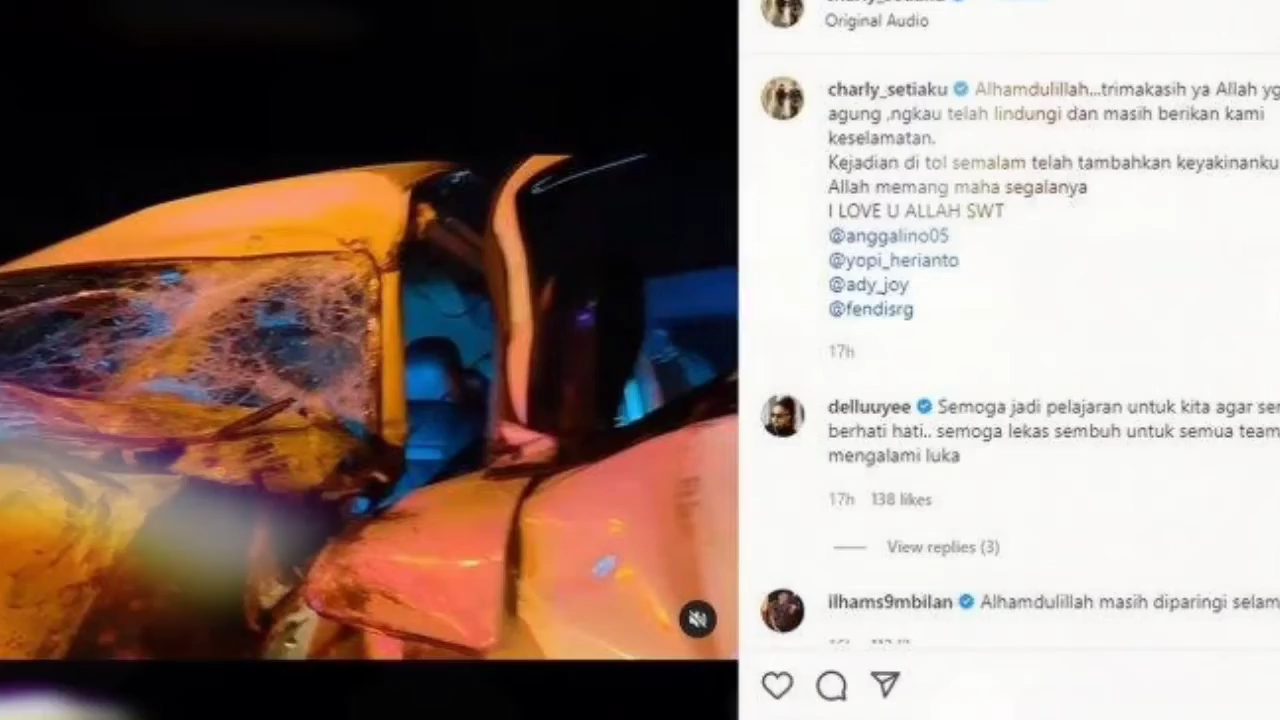 Original Audio
charly_setiaku Alhamdulillah...trimakasih ya Allah yg
agung ,ngkau telah lindungi dan masih berikan kami
keselamatan.
Kejadian di tol semalam telah tambahkan keyakinanku
Allah memang maha segalanya
I LOVE U ALLAH SWT
@anggalino05
@yopi_herianto
@ady_joy
@fendisrg
17h
delluuyee Semoga jadi pelajaran untuk kita agar
berhati hati.. semoga lekas sembuh untuk semua team
mengalami luka
17h 138 likes
View replies (3)
ilhams9mbilan Alhamdulillah masih diparingi selam